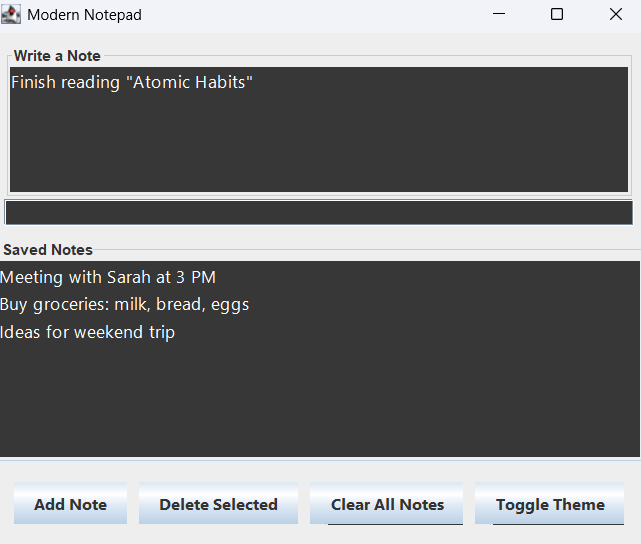 Modern Notepad
Write a Note
Finish reading "Atomic Habits"
Saved Notes
Meeting with Sarah at 3 PM
Buy groceries: milk, bread, eggs
Ideas for weekend trip
Add Note Delete Selected Clear All Notes Toggle Theme